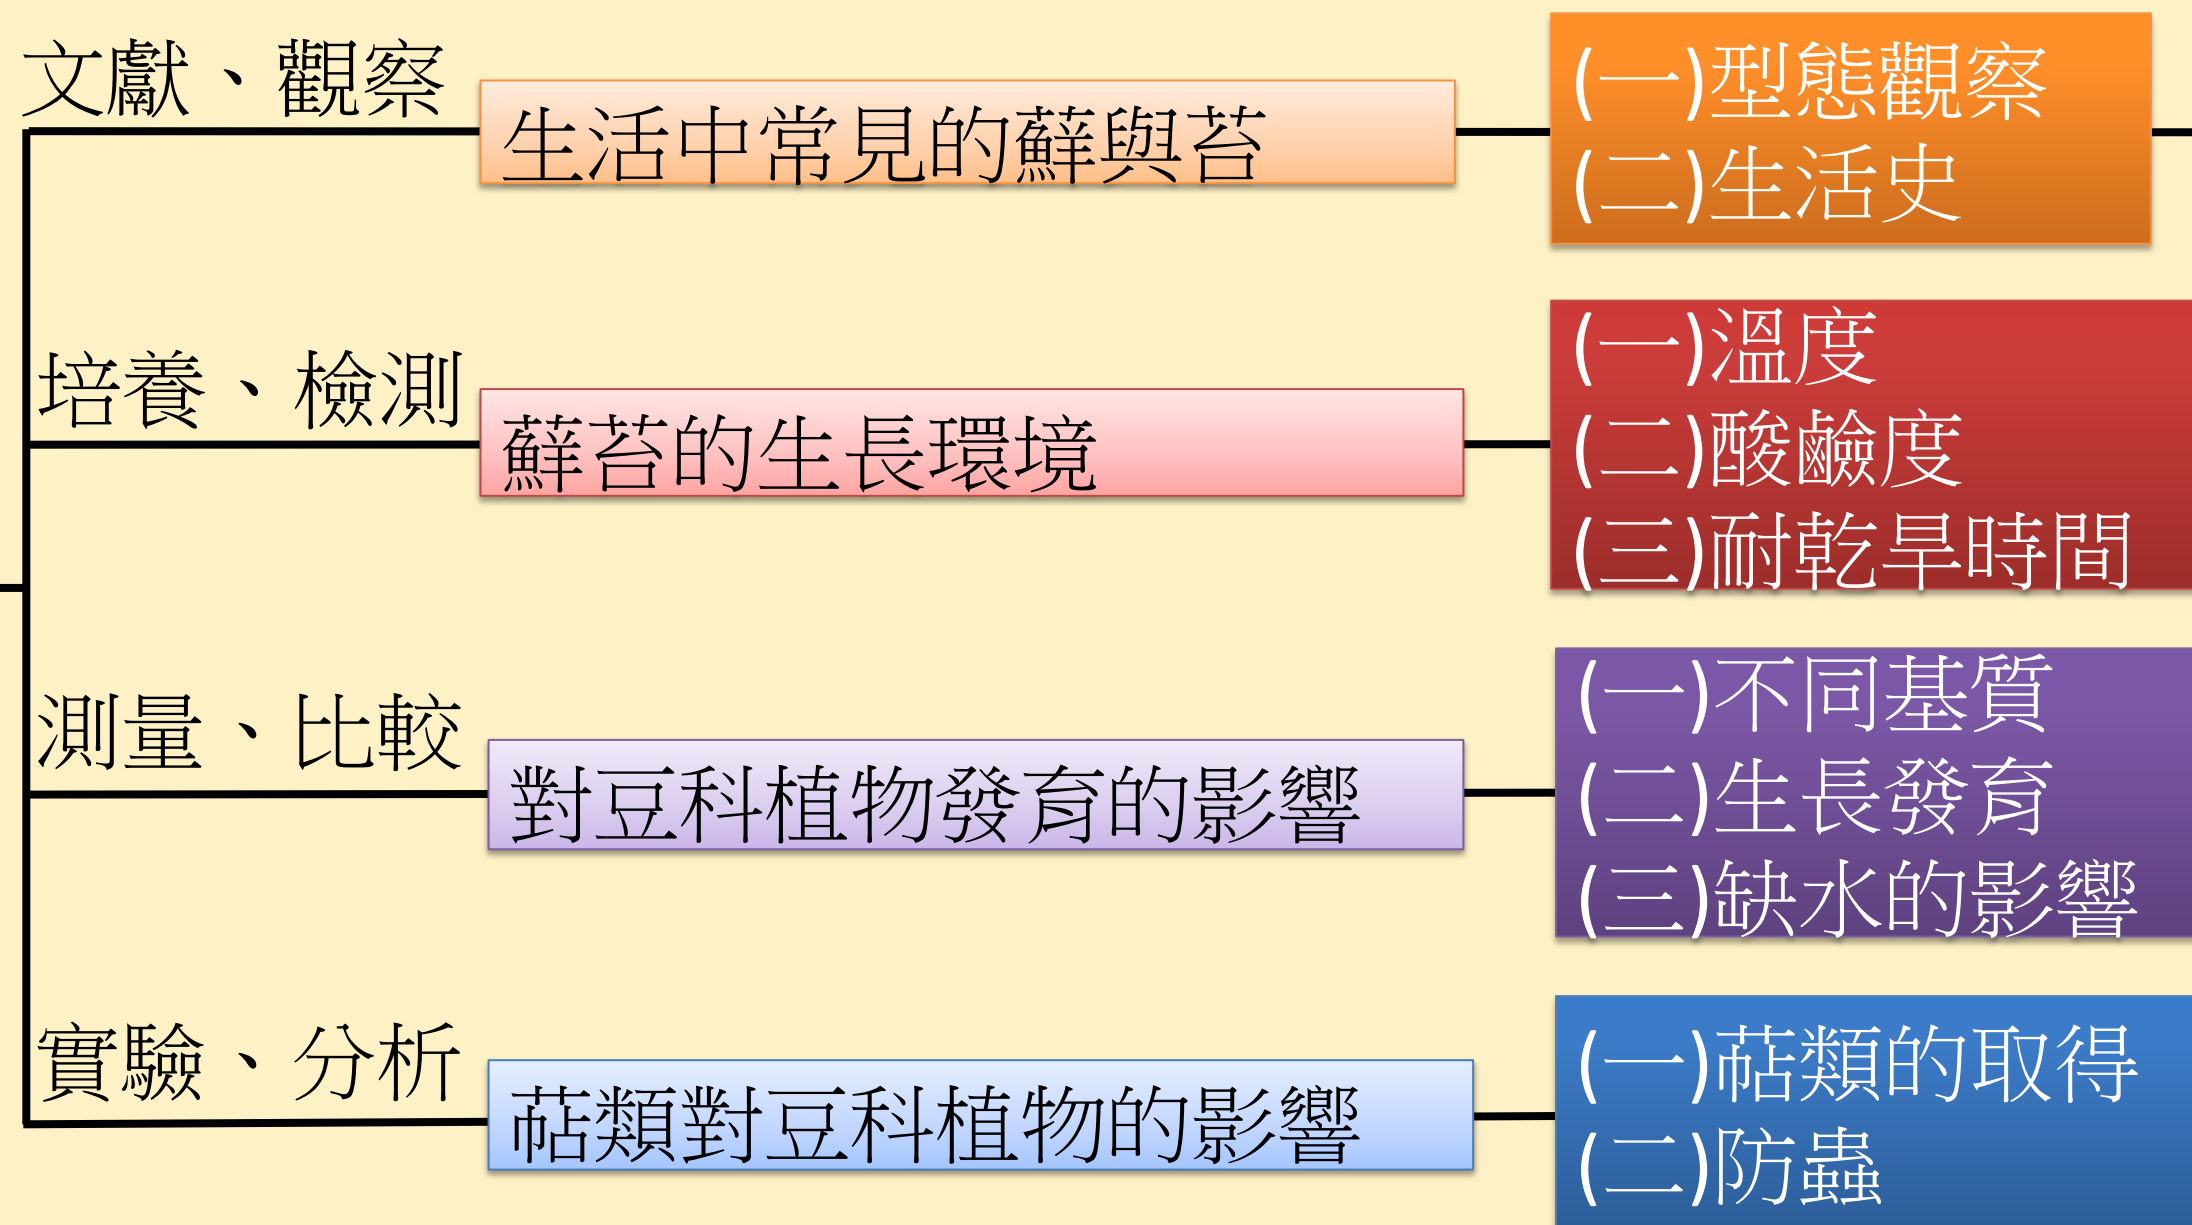 文獻、觀察
生活中常見的蘚與苔
(一)型態觀察
(二)生活史
培養、檢測
蘚苔的生長環境
(一)溫度
(二)酸鹼度
(三)耐乾旱時間
測量、比較
對豆科植物發育的影響
(一)不同基質
(二)生長發育
(三)缺水的影響
實驗、分析
萜類對豆科植物的影響
(一)萜類的取得
(二)防蟲